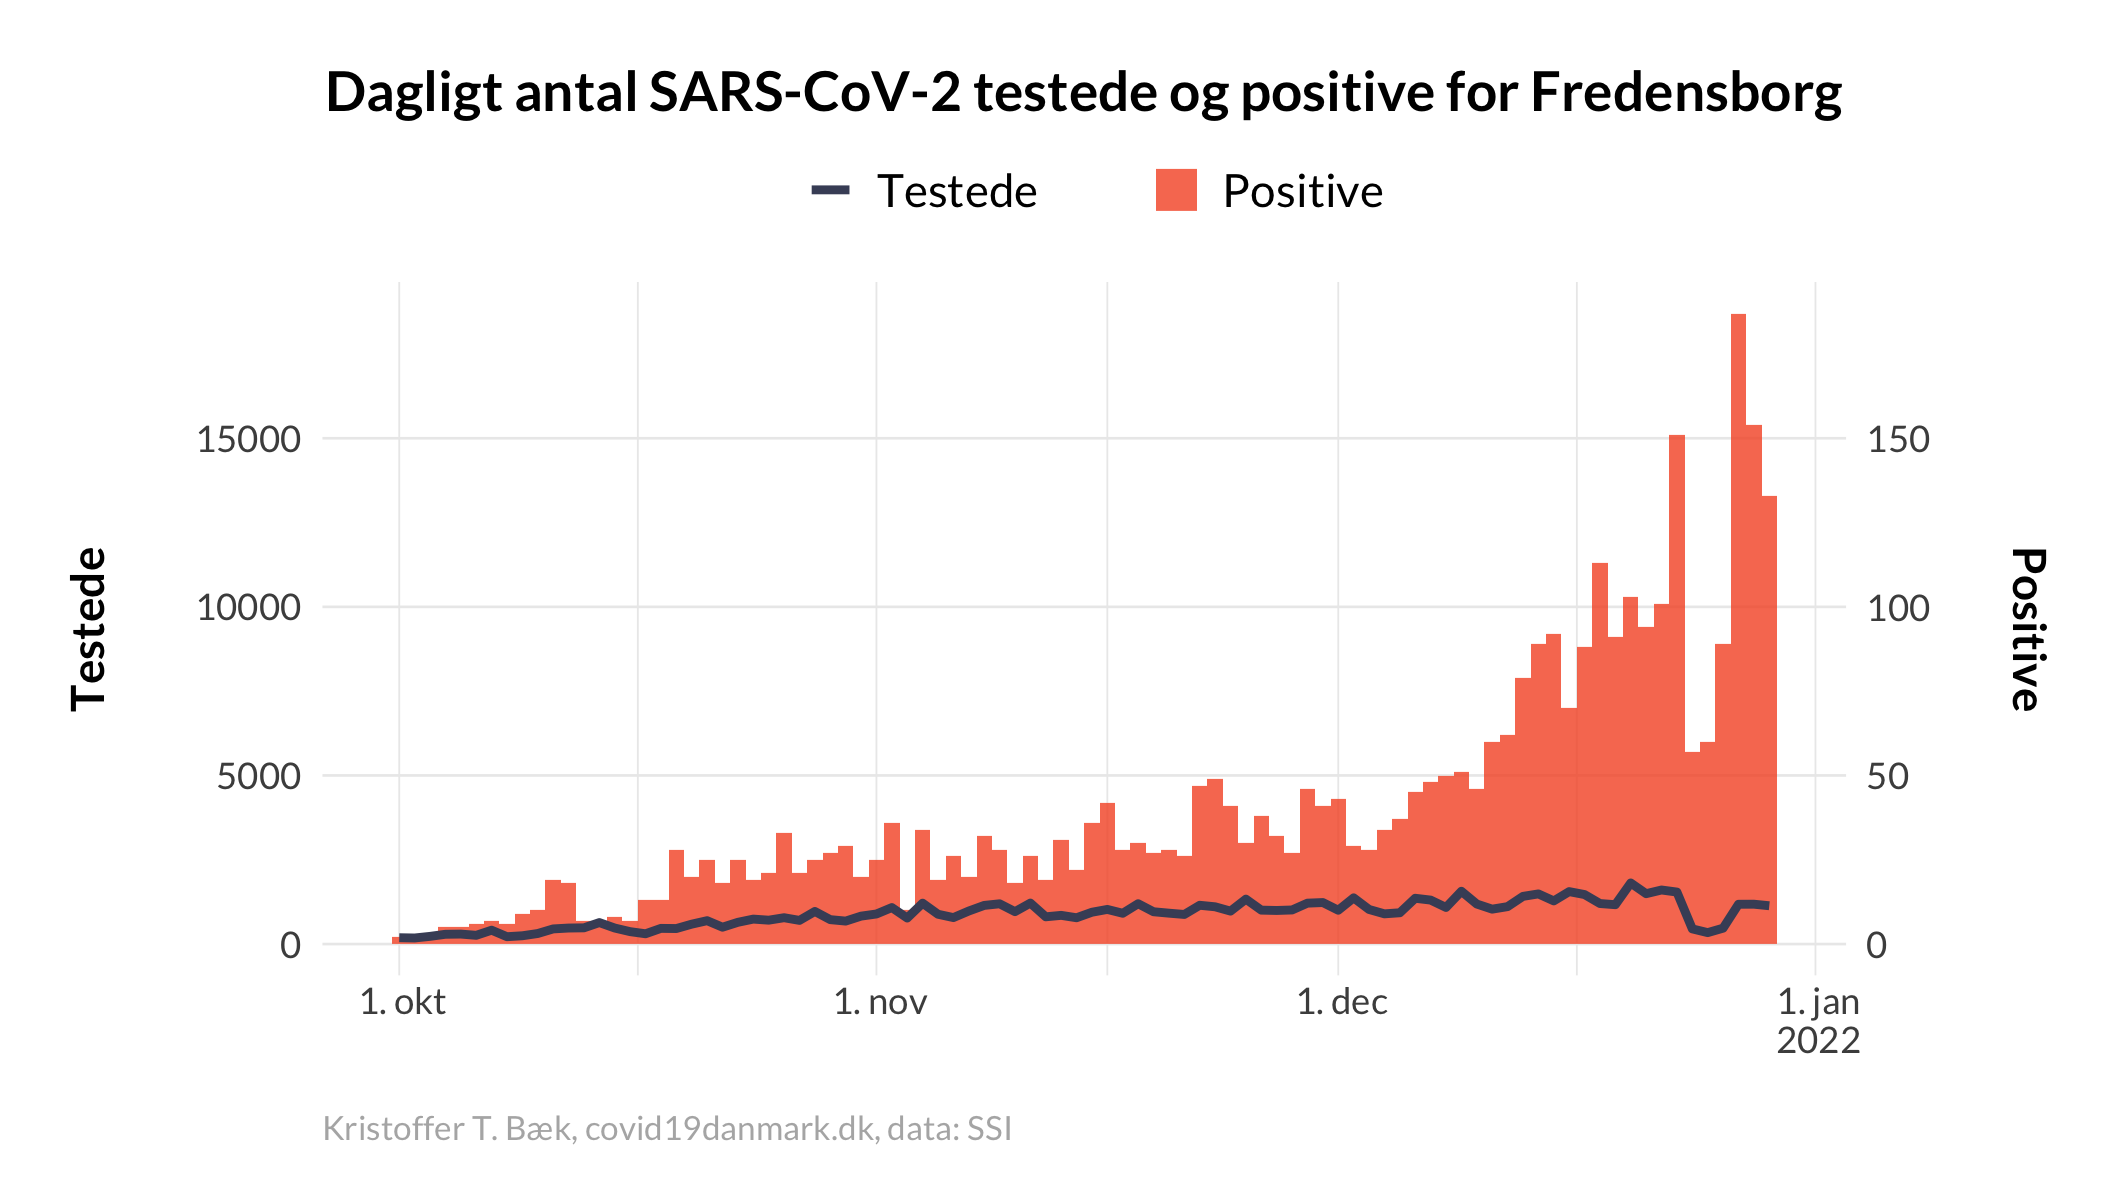 Dagligt antal SARS-CoV-2 testede og positive for Fredensborg
Testede
Positive
15000
10000
5000
0
Testede
150
100
50
0
Positive
1. okt
1. nov
1. dec
1. jan
2022
Kristoffer T. Bæk, covid19danmark.dk, data: SSI